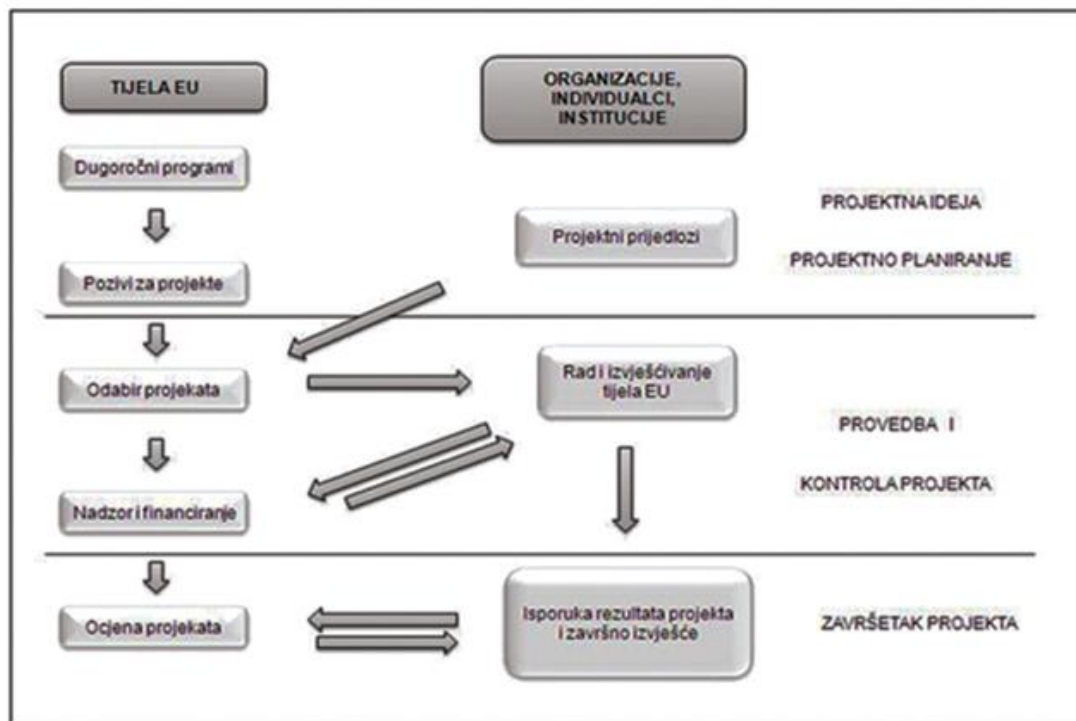 TIJELA EU
ORGANIZACIJE,
INDIVIDUALCI,
INSTITUCIJE
Dugoročni programi
PROJEKTNA IDEJA
Projektni prijedlozi
PROJEKTNO PLANIRANJE
Pozivi za projekte
Odabir projekata
Rad i izvješćivanje
tijela EU
PROVEDBA I
KONTROLA PROJEKTA
Nadzor i financiranje
Ocjena projekata
Isporuka rezultata projekta
i završno izvješće
ZAVRŠETAK PROJEKTA